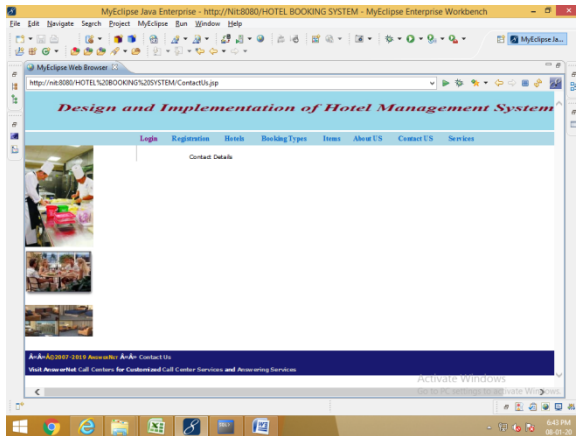 MyEclipse Java Enterprise - http://Nit:8080/HOTEL BOOKING SYSTEM - MyEclipse Enterprise Workbench
File Edit Navigate Search Project MyEclipse Run Window Help
MyEclipse Ja...
MyEclipse Web Browser
http://nit:8080/HOTEL%20BOOKING%20SYSTEM/ContactUs.jsp
Design and Implementation of Hotel Management System
Login Registration Hotels Booking Types Items About US Contact US Services
Contact Details
©2007-2019 AnswerNet Contact Us
Visit AnswerNet Call Centers for Customized Call Center Services and Answering Services
Activate Windows
Go to PC settings to activate Windows.
6:43 PM
08-01-20